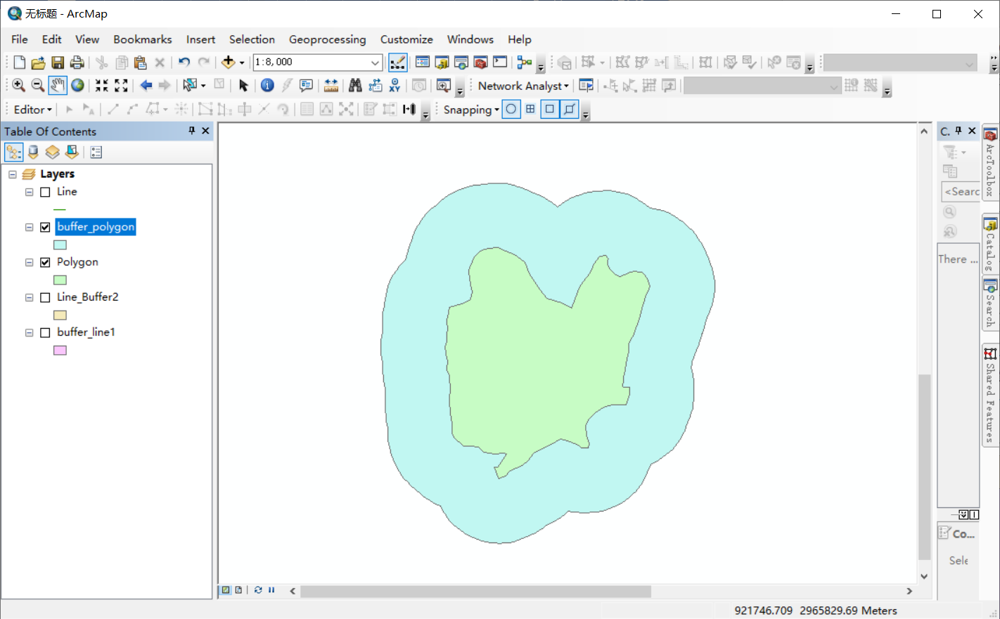 无标题 - ArcMap
File Edit View Bookmarks Insert Selection Geoprocessing Customize Windows Help
1:8,000
Network Analyst
Editor
Snapping
Table Of Contents
Layers
Line
buffer_polygon
Polygon
Line_Buffer2
buffer_line1
C.
<Searc
There ...
Co...
Sele
ArcToolbox
Catalog
Search
Shared Features
921746.709 2965829.69 Meters